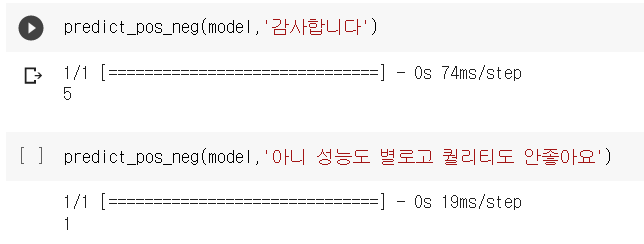 predict_pos_neg(model,'감사합니다')
1/1 [==============================] - 0s 74ms/step
5
[ ] predict_pos_neg(model,'아니 성능도 별로고 퀄리티도 안좋아요')
1/1 [==============================] - 0s 19ms/step
1